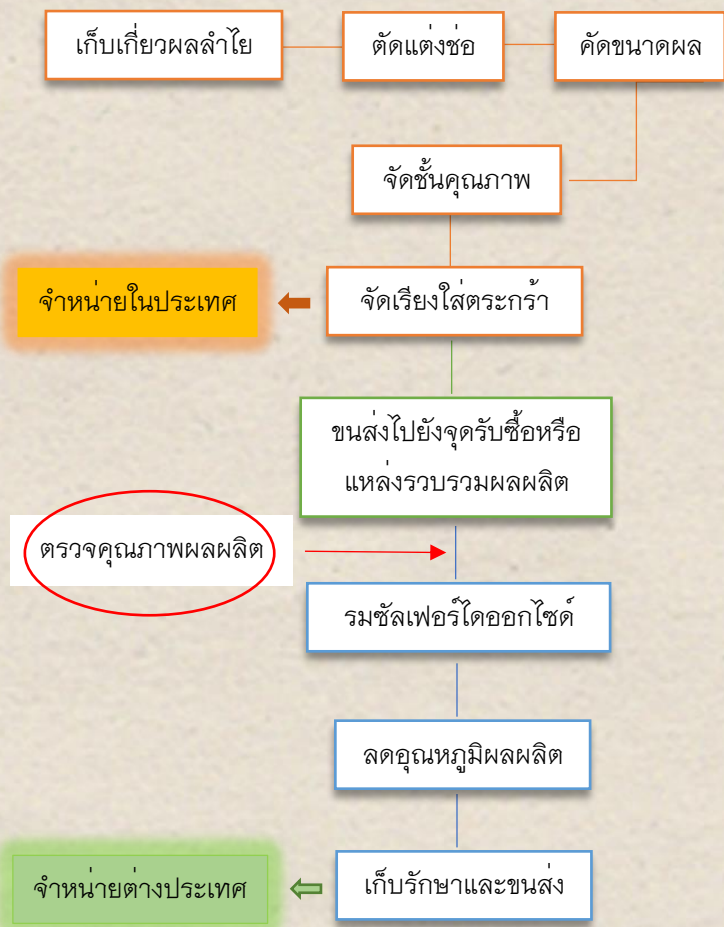 เก็บเกี่ยวผลลำไย
ตัดแต่งช่อ
คัดขนาดผล
จัดชั้นคุณภาพ
จำหน่ายในประเทศ
จัดเรียงใส่ตระกร้า
ขนส่งไปยังจุดรับซื้อหรือ
แหล่งรวบรวมผลผลิต
ตรวจคุณภาพผลผลิต
รมซัลเฟอร์ไดออกไซด์
ลดอุณหภูมิผลผลิต
จำหน่ายต่างประเทศ
เก็บรักษาและขนส่ง